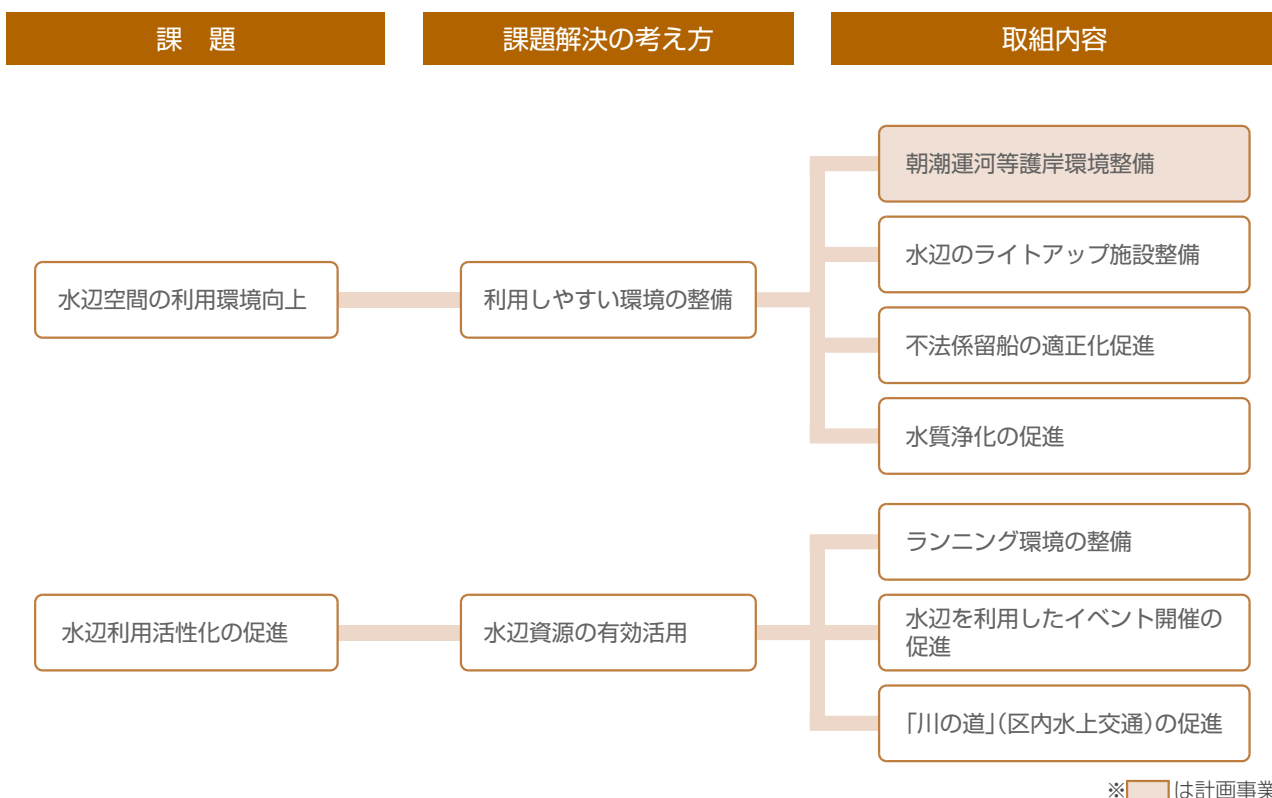 課　題
課題解決の考え方
取組内容
水辺空間の利用環境向上
利用しやすい環境の整備
朝潮運河等護岸環境整備
水辺のライトアップ施設整備
不法係留船の適正化促進
水質浄化の促進
水辺利用活性化の促進
水辺資源の有効活用
ランニング環境の整備
水辺を利用したイベント開催の
促進
「川の道」(区内水上交通)の促進
※　　は計画事業